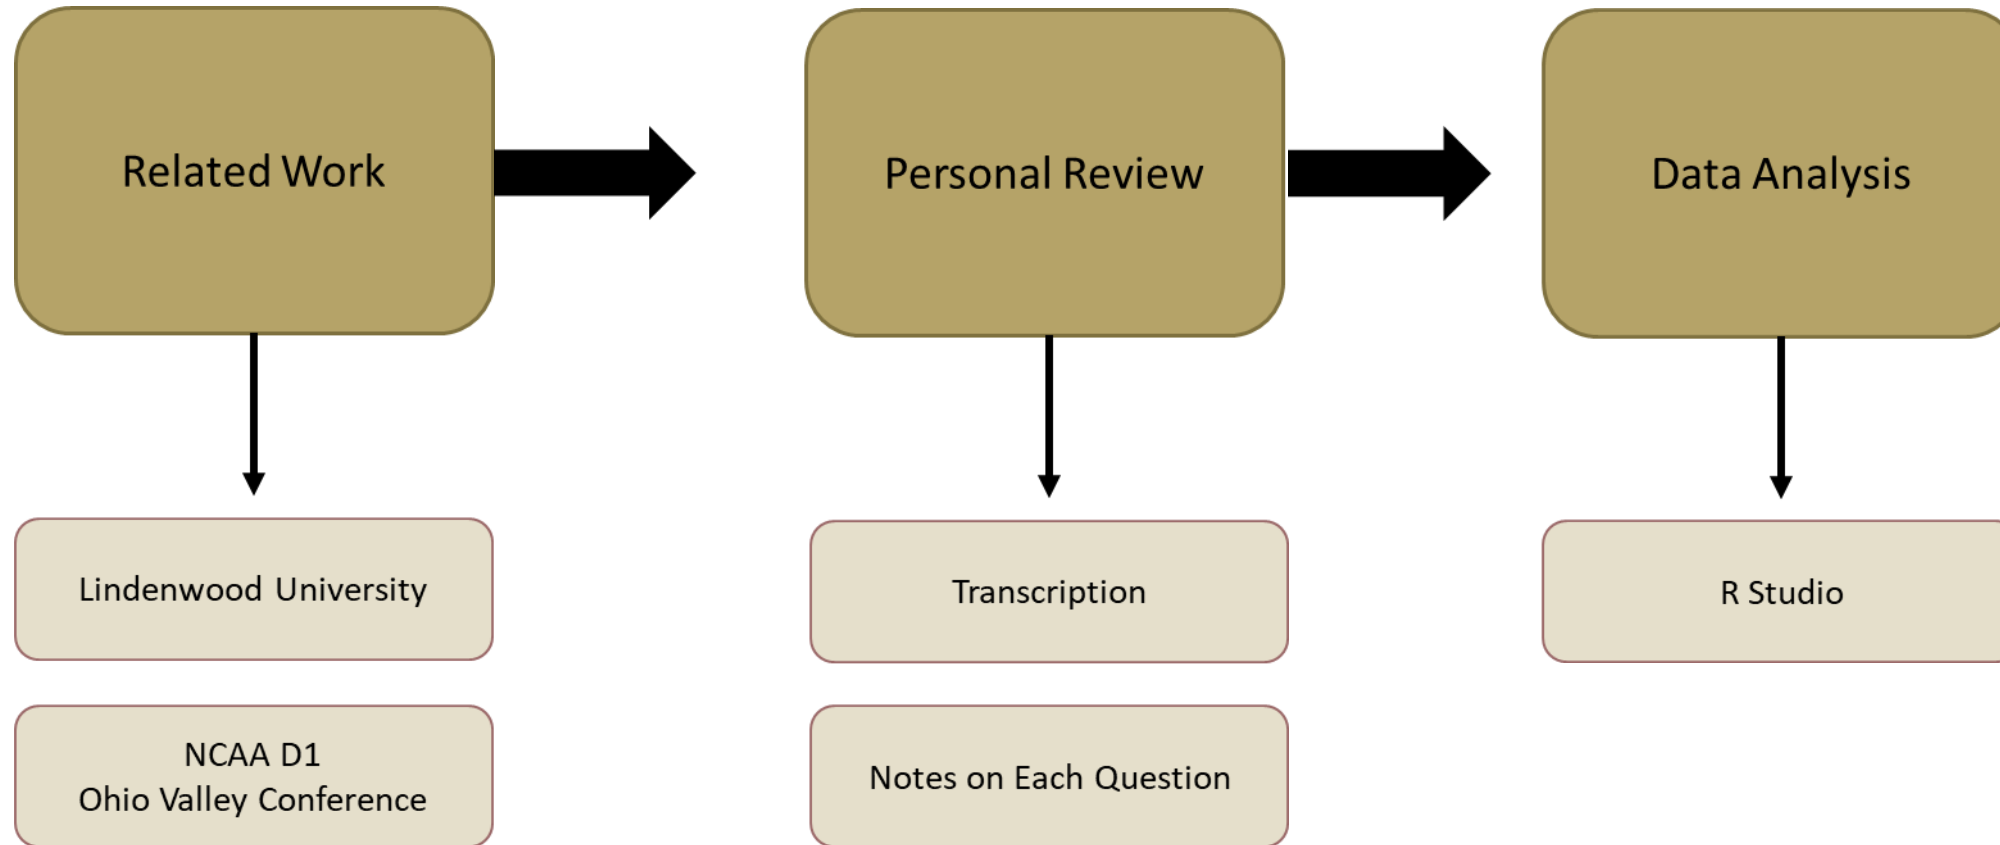 Related Work
Personal Review
Data Analysis
Lindenwood University
Transcription
R Studio
NCAA D1
Ohio Valley Conference
Notes on Each Question